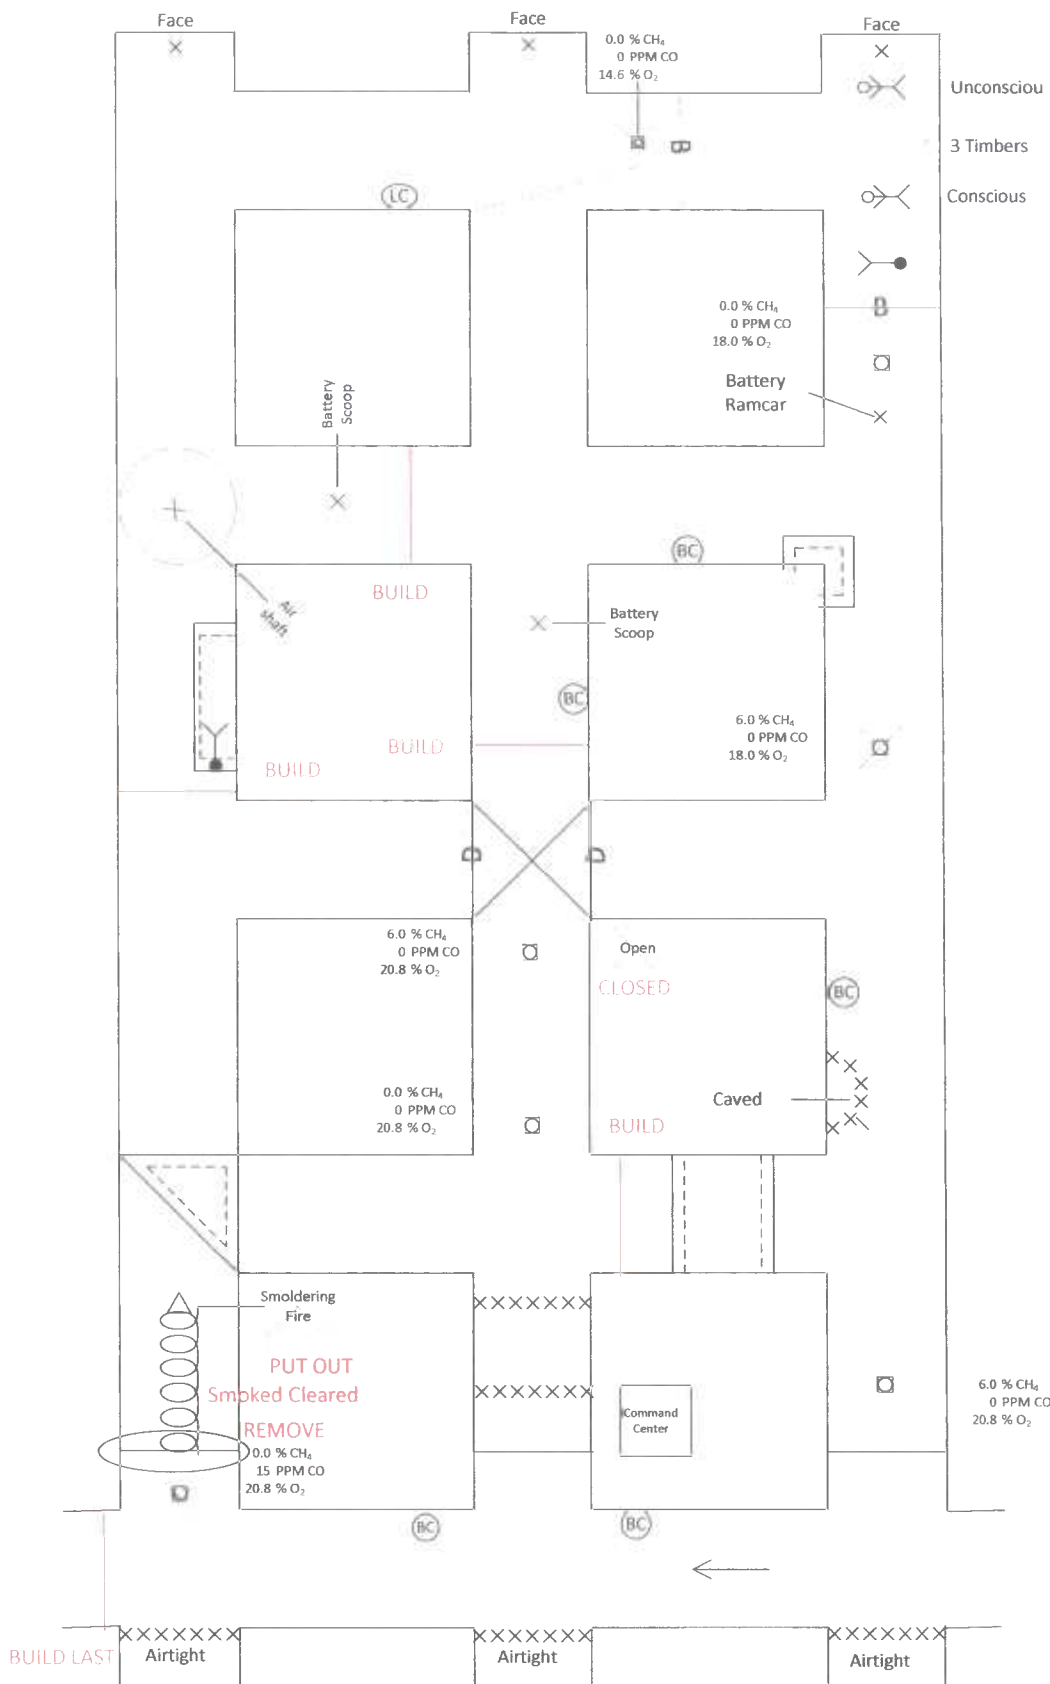 Face
Face
Face
0.0 % CH₄
0 PPM CO
14.6 % O₂
Unconsciou
B
3 Timbers
LC
Conscious
B
0.0 % CH₄
0 PPM CO
18.0 % O₂
Battery
Ramcar
Battery
Scoop
BC
Air
shaft
BUILD
Battery
Scoop
BC
6.0 % CH₄
0 PPM CO
18.0 % O₂
BUILD
BUILD
D
D
6.0 % CH₄
0 PPM CO
20.8 % O₂
Open
CLOSED
BC
0.0 % CH₄
0 PPM CO
20.8 % O₂
Caved
BUILD
Smoldering
Fire
PUT OUT
Smoked Cleared
REMOVE
0.0 % CH₄
15 PPM CO
20.8 % O₂
Command
Center
6.0 % CH₄
0 PPM CO
20.8 % O₂
BC
BC
BUILD LAST
Airtight
Airtight
Airtight